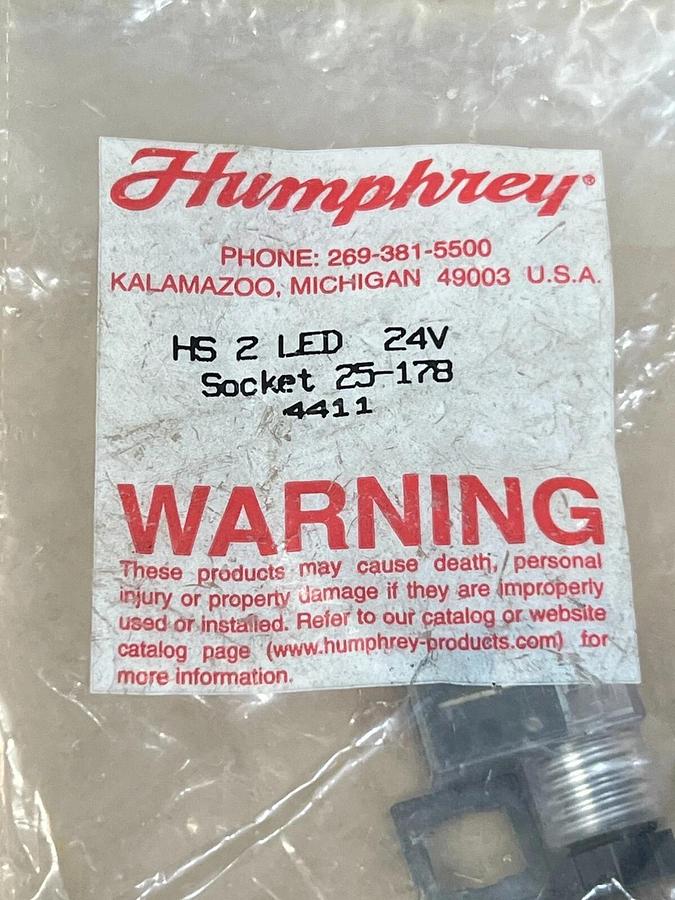 Humphrey®
PHONE: 269-381-5500
KALAMAZOO, MICHIGAN 49003 U.S.A.
HS 2 LED 24V
Socket 25-178
4411
WARNING
These products may cause death, personal
injury or property damage if they are improperly
used or installed. Refer to our catalog or website
catalog page (www.humphrey-products.com) for
more information.